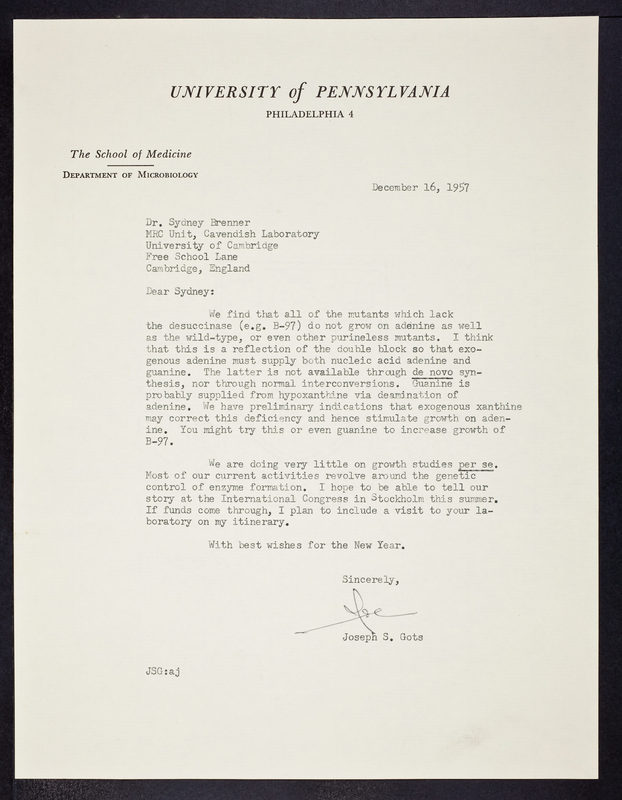 UNIVERSITY of PENNSYLVANIA
PHILADELPHIA 4
The School of Medicine
DEPARTMENT OF MICROBIOLOGY
December 16, 1957
Dr. Sydney Brenner
MRC Unit, Cavendish Laboratory
University of Cambridge
Free School Lane
Cambridge, England
Dear Sydney:
We find that all of the mutants which lack
the desuccinase (e.g. B-97) do not grow on adenine as well
as the wild-type, or even other purineless mutants. I think
that this is a reflection of the double block so that exo-
genous adenine must supply both nucleic acid adenine and
guanine. The latter is not available through de novo syn-
thesis, nor through normal interconversions. Guanine is
probably supplied from hypoxanthine via deamination of
adenine. We have preliminary indications that exogenous xanthine
may correct this deficiency and hence stimulate growth on aden-
ine. You might try this or even guanine to increase growth of
B-97.
We are doing very little on growth studies per se.
Most of our current activities revolve around the genetic
control of enzyme formation. I hope to be able to tell our
story at the International Congress in Stockholm this summer.
If funds come through, I plan to include a visit to your la-
boratory on my itinerary.
With best wishes for the New Year.
Sincerely,
Joe
Joseph S. Gots
JSG:aj